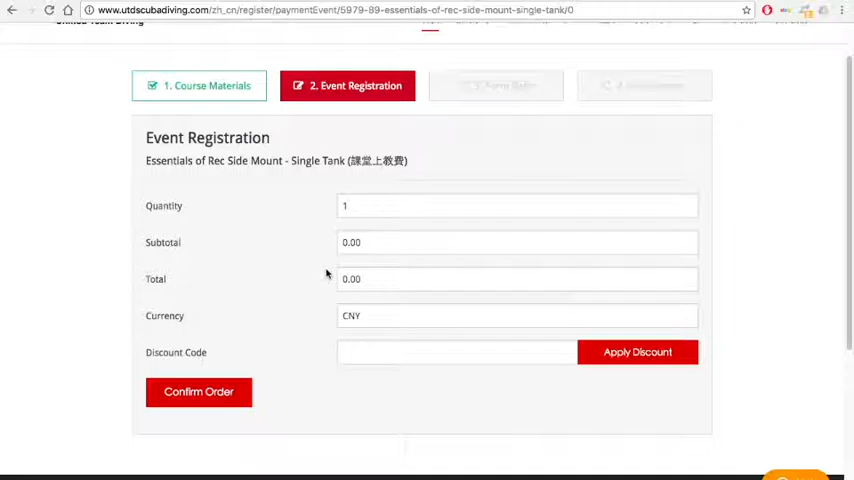 www.utdscubadiving.com/zh_cn/register/paymentEvent/5979-89-essentials-of-rec-side-mount-single-tank/0
1. Course Materials
2. Event Registration
Event Registration
Essentials of Rec Side Mount - Single Tank (課堂上教費)
Quantity
1
Subtotal
0.00
Total
0.00
Currency
CNY
Discount Code
Apply Discount
Confirm Order